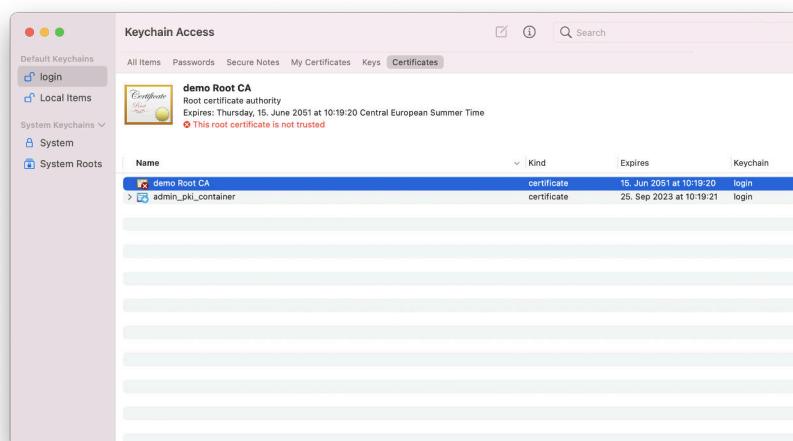 Keychain Access
Search
Default Keychains
login
Local Items
System Keychains
System
System Roots
All Items Passwords Secure Notes My Certificates Keys Certificates
Certificate
Root
demo Root CA
Root certificate authority
Expires: Thursday, 15. June 2051 at 10:19:20 Central European Summer Time
This root certificate is not trusted
Name Kind Expires Keychain
demo Root CA certificate 15. Jun 2051 at 10:19:20 login
admin_pki_container certificate 25. Sep 2023 at 10:19:21 login